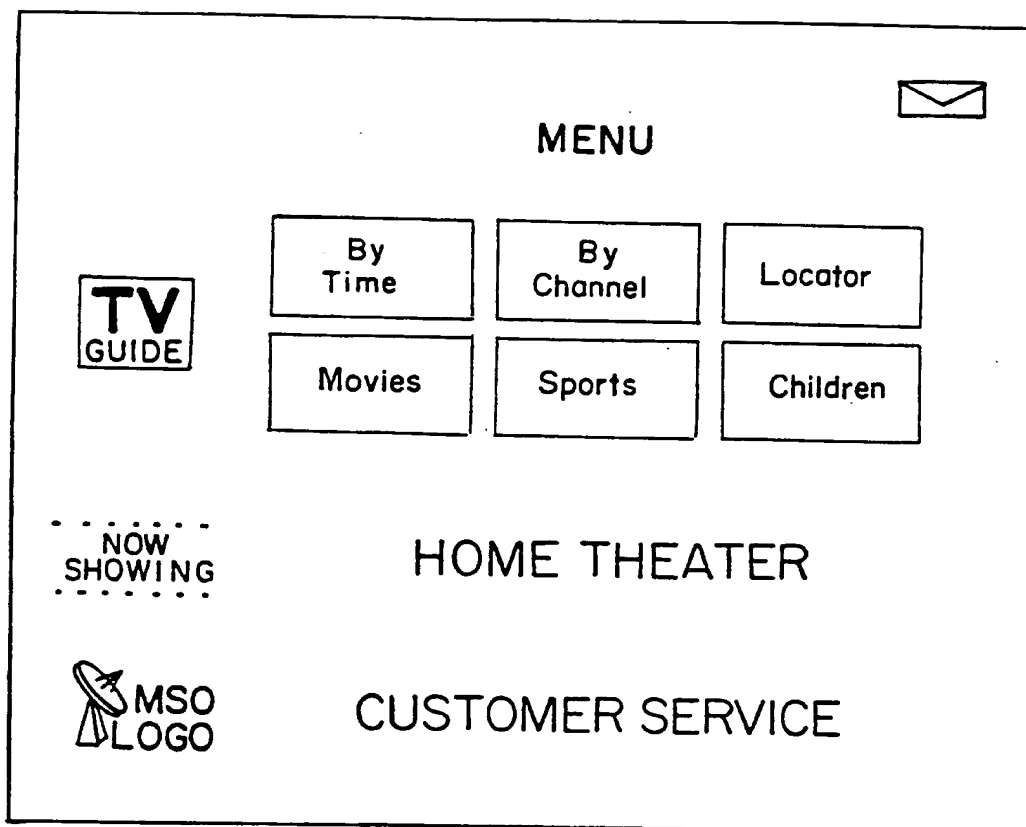 MENU
By
Time
By
Channel
Locator
TV
GUIDE
Movies
Sports
Children
NOW
SHOWING
HOME THEATER
MSO
LOGO
CUSTOMER SERVICE